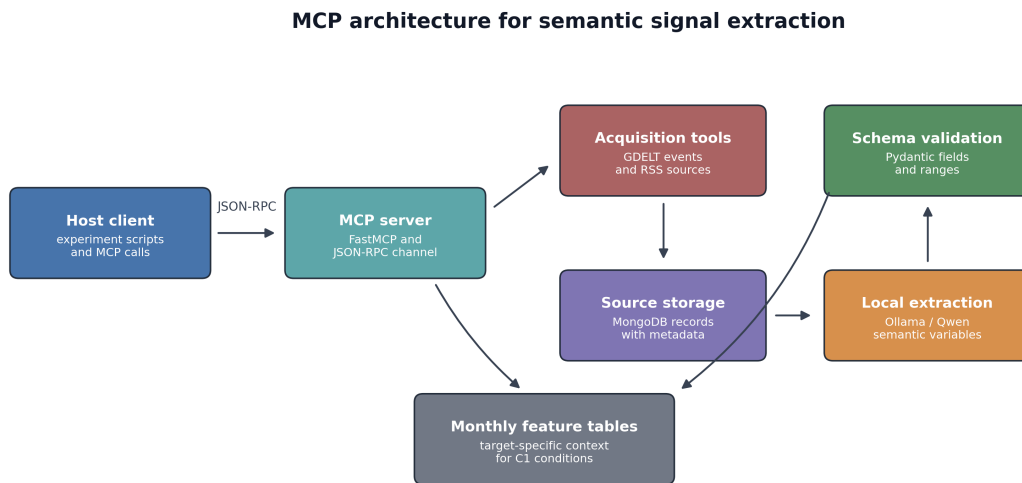 MCP architecture for semantic signal extraction
Host client
experiment scripts
and MCP calls
JSON-RPC
MCP server
FastMCP and
JSON-RPC channel
Acquisition tools
GDELT events
and RSS sources
Schema validation
Pydantic fields
and ranges
Source storage
MongoDB records
with metadata
Local extraction
Ollama / Qwen
semantic variables
Monthly feature tables
target-specific context
for C1 conditions